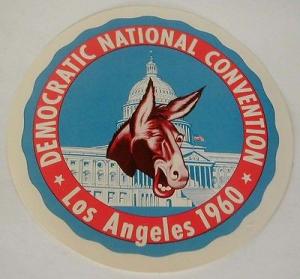 DEMOCRATIC NATIONAL CONVENTION
Los Angeles 1960